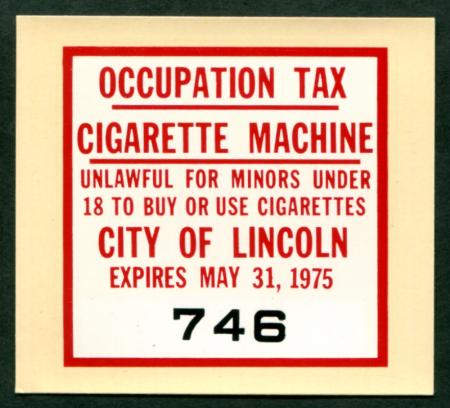 OCCUPATION TAX
CIGARETTE MACHINE
UNLAWFUL FOR MINORS UNDER
18 TO BUY OR USE CIGARETTES
CITY OF LINCOLN
EXPIRES MAY 31, 1975
746